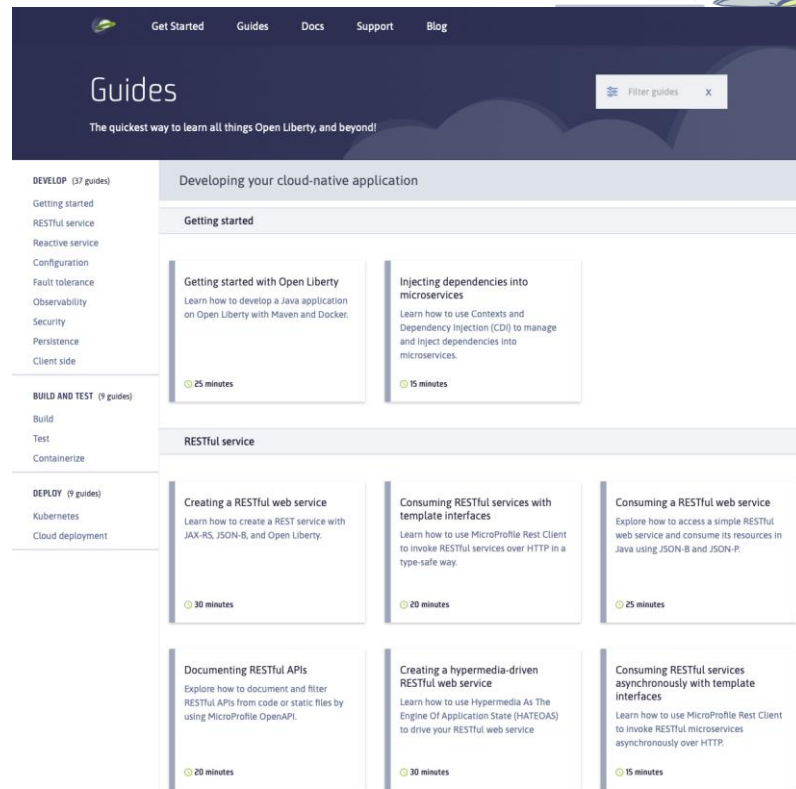 Get Started Guides Docs Support Blog
Guides
Filter guides X
The quickest way to learn all things Open Liberty, and beyond!
DEVELOP (37 guides)
Getting started
RESTful service
Reactive service
Configuration
Fault tolerance
Observability
Security
Persistence
Client side
BUILD AND TEST (9 guides)
Build
Test
Containerize
DEPLOY (9 guides)
Kubernetes
Cloud deployment
Developing your cloud-native application
Getting started
Getting started with Open Liberty
Learn how to develop a Java application
on Open Liberty with Maven and Docker.
25 minutes
Injecting dependencies into
microservices
Learn how to use Contexts and
Dependency Injection (CDI) to manage
and inject dependencies into
microservices.
15 minutes
RESTful service
Creating a RESTful web service
Learn how to create a REST service with
JAX-RS, JSON-B, and Open Liberty.
30 minutes
Consuming RESTful services with
template interfaces
Learn how to use MicroProfile Rest Client
to invoke RESTful services over HTTP in a
type-safe way.
20 minutes
Consuming a RESTful web service
Explore how to access a simple RESTful
web service and consume its resources in
Java using JSON-B and JSON-P.
25 minutes
Documenting RESTful APIs
Explore how to document and filter
RESTful APIs from code or static files by
using MicroProfile OpenAPI.
20 minutes
Creating a hypermedia-driven
RESTful web service
Learn how to use Hypermedia As The
Engine Of Application State (HATEOAS)
to drive your RESTful web service
30 minutes
Consuming RESTful services
asynchronously with template
interfaces
Learn how to use MicroProfile Rest Client
to invoke RESTful microservices
asynchronously over HTTP.
15 minutes